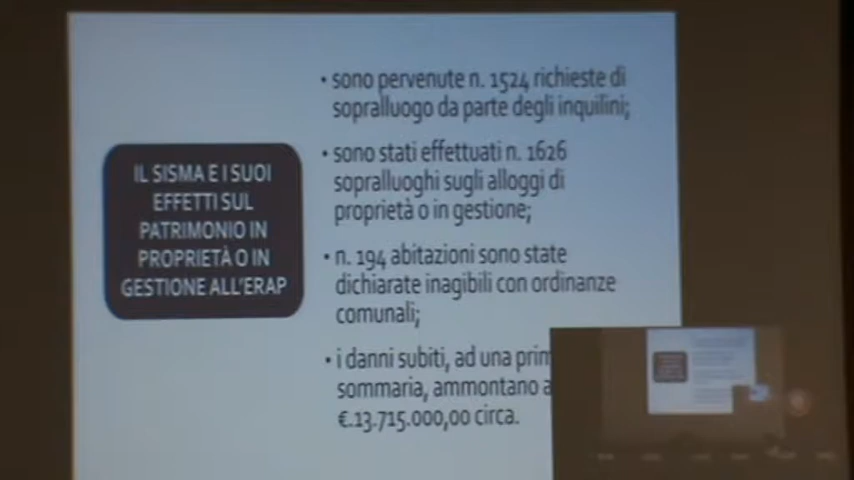 IL SISMA E I SUOI
EFFETTI SUL
PATRIMONIO IN
PROPRIETÀ O IN
GESTIONE ALL'ERAP
• sono pervenute n. 1524 richieste di
sopralluogo da parte degli inquilini;
• sono stati effettuati n. 1626
sopralluoghi sugli alloggi di
proprietà o in gestione;
• n. 194 abitazioni sono state
dichiarate inagibili con ordinanze
comunali;
• i danni subiti, ad una prim
sommaria, ammontano a
€.13.715.000,00 circa.